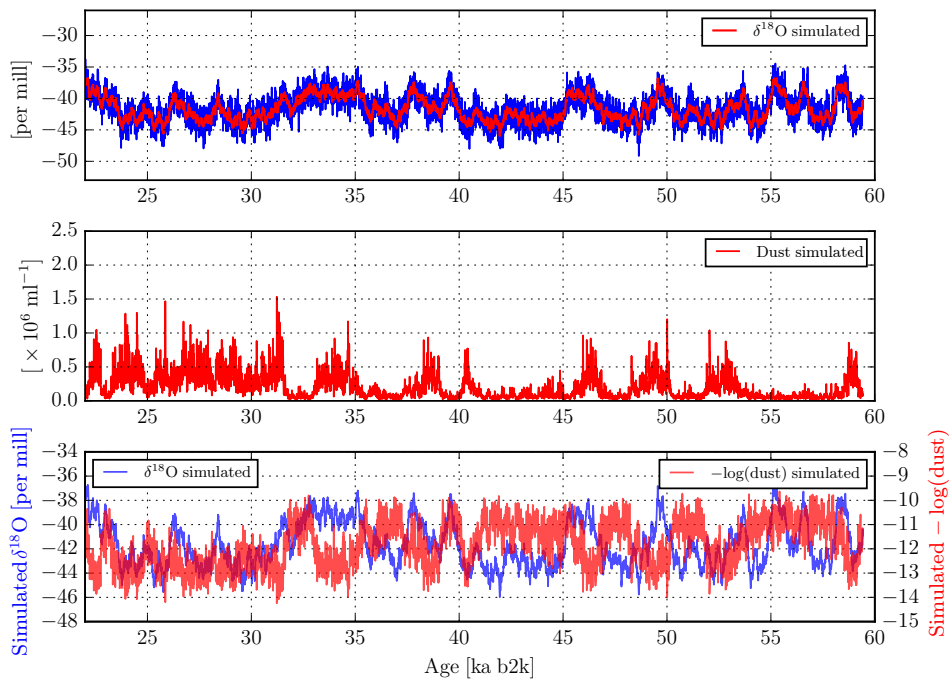 −30
−35
−40
−45
−50
[per mill]
δ¹⁸O simulated
25 30 35 40 45 50 55 60
2.5
2.0
1.5
1.0
0.5
0.0
[ × 10⁶ ml⁻¹]
Dust simulated
25 30 35 40 45 50 55 60
−34
−36
−38
−40
−42
−44
−46
−48
Simulated δ¹⁸O [per mill]
δ¹⁸O simulated
−log(dust) simulated
−8
−9
−10
−11
−12
−13
−14
−15
Simulated − log(dust)
25 30 35 40 45 50 55 60
Age [ka b2k]